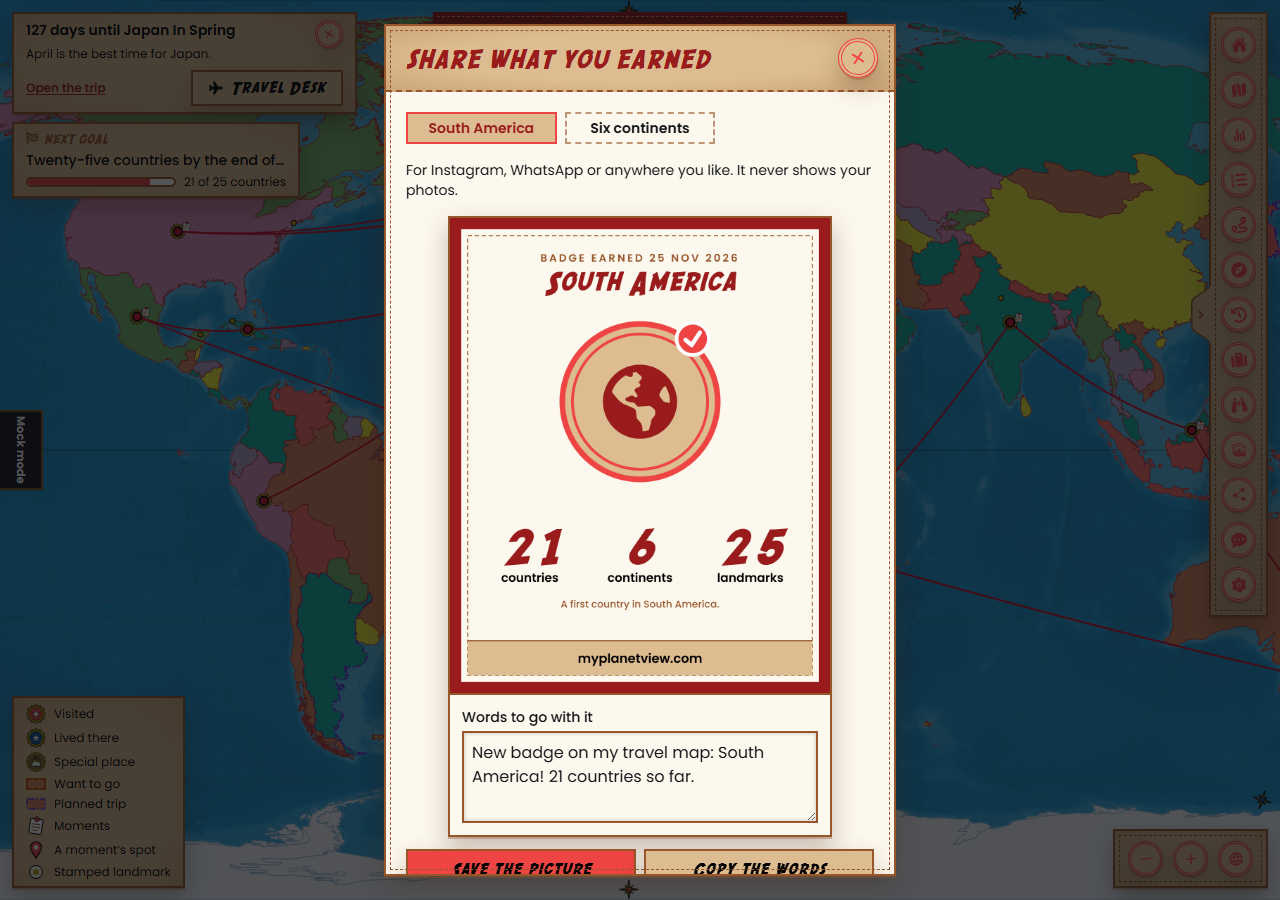 127 days until Japan In Spring
April is the best time for Japan.
Open the trip
TRAVEL DESK
NEXT GOAL
Twenty-five countries by the end of...
21 of 25 countries
Mock mode
Visited
Lived there
Special place
Want to go
Planned trip
Moments
A moment's spot
Stamped landmark
SHARE WHAT YOU EARNED
South America
Six continents
For Instagram, WhatsApp or anywhere you like. It never shows your
photos.
BADGE EARNED 25 NOV 2026
SOUTH AMERICA
21 6 25
countries continents landmarks
A first country in South America.
myplanetview.com
Words to go with it
New badge on my travel map: South
America! 21 countries so far.
SAVE THE PICTURE
COPY THE WORDS